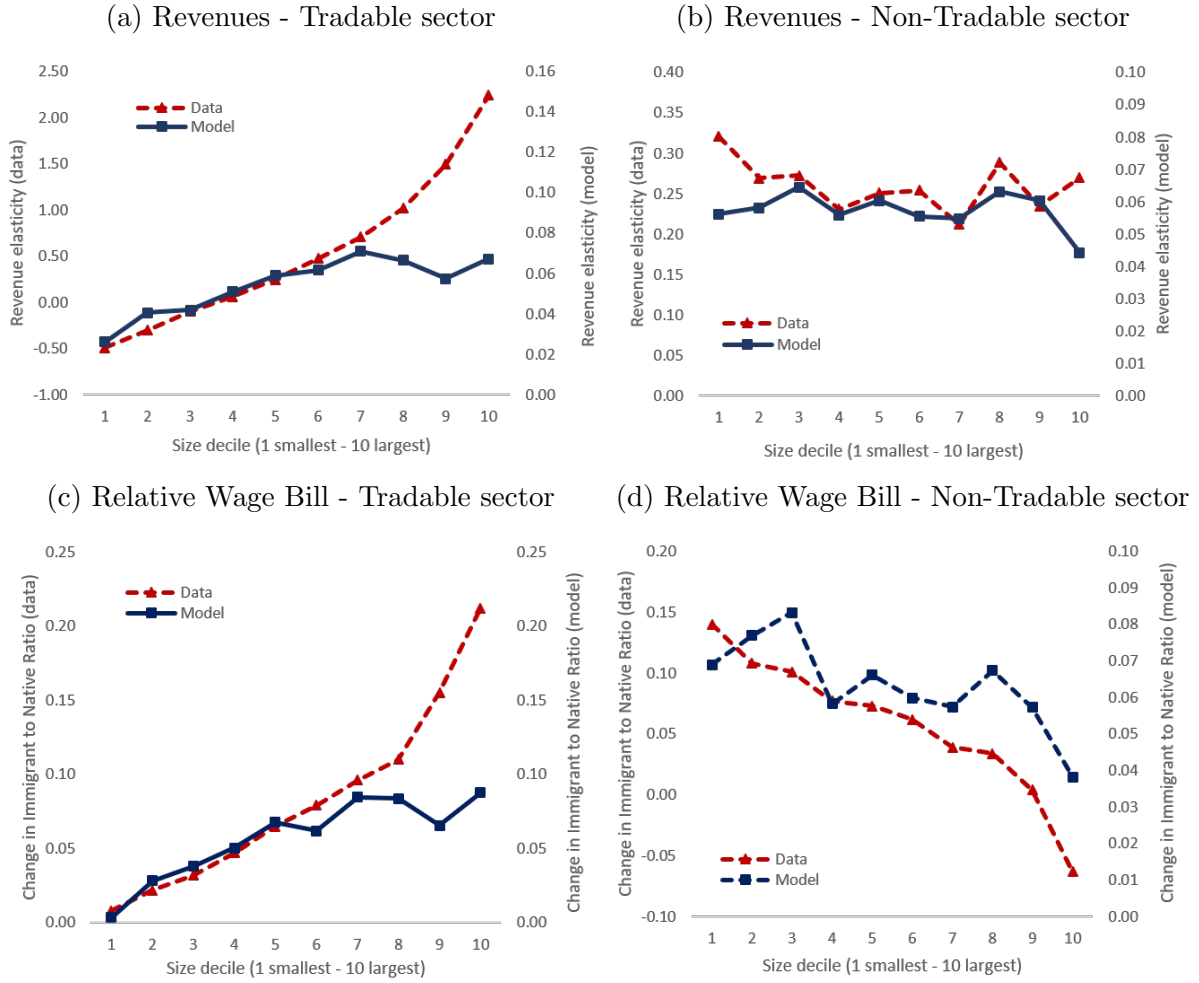 (a) Revenues - Tradable sector
2.50
2.00
1.50
1.00
0.50
0.00
-0.50
-1.00
Revenue elasticity (data)
Data
Model
0.16
0.14
0.12
0.10
0.08
0.06
0.04
0.02
0.00
Revenue elasticity (model)
1 2 3 4 5 6 7 8 9 10
Size decile (1 smallest - 10 largest)
(b) Revenues - Non-Tradable sector
0.40
0.35
0.30
0.25
0.20
0.15
0.10
0.05
0.00
Revenue elasticity (data)
Data
Model
0.10
0.09
0.08
0.07
0.06
0.05
0.04
0.03
0.02
0.01
0.00
Revenue elasticity (model)
1 2 3 4 5 6 7 8 9 10
Size decile (1 smallest - 10 largest)
(c) Relative Wage Bill - Tradable sector
0.25
0.20
0.15
0.10
0.05
0.00
Change in Immigrant to Native Ratio (data)
Data
Model
0.25
0.20
0.15
0.10
0.05
0.00
Change in Immigrant to Native Ratio (model)
1 2 3 4 5 6 7 8 9 10
Size decile (1 smallest - 10 largest)
(d) Relative Wage Bill - Non-Tradable sector
0.20
0.15
0.10
0.05
0.00
-0.05
-0.10
Change in Immigrant to Native Ratio (data)
Data
Model
0.10
0.09
0.08
0.07
0.06
0.05
0.04
0.03
0.02
0.01
0.00
Change in Immigrant to Native Ratio (model)
1 2 3 4 5 6 7 8 9 10
Size decile (1 smallest - 10 largest)